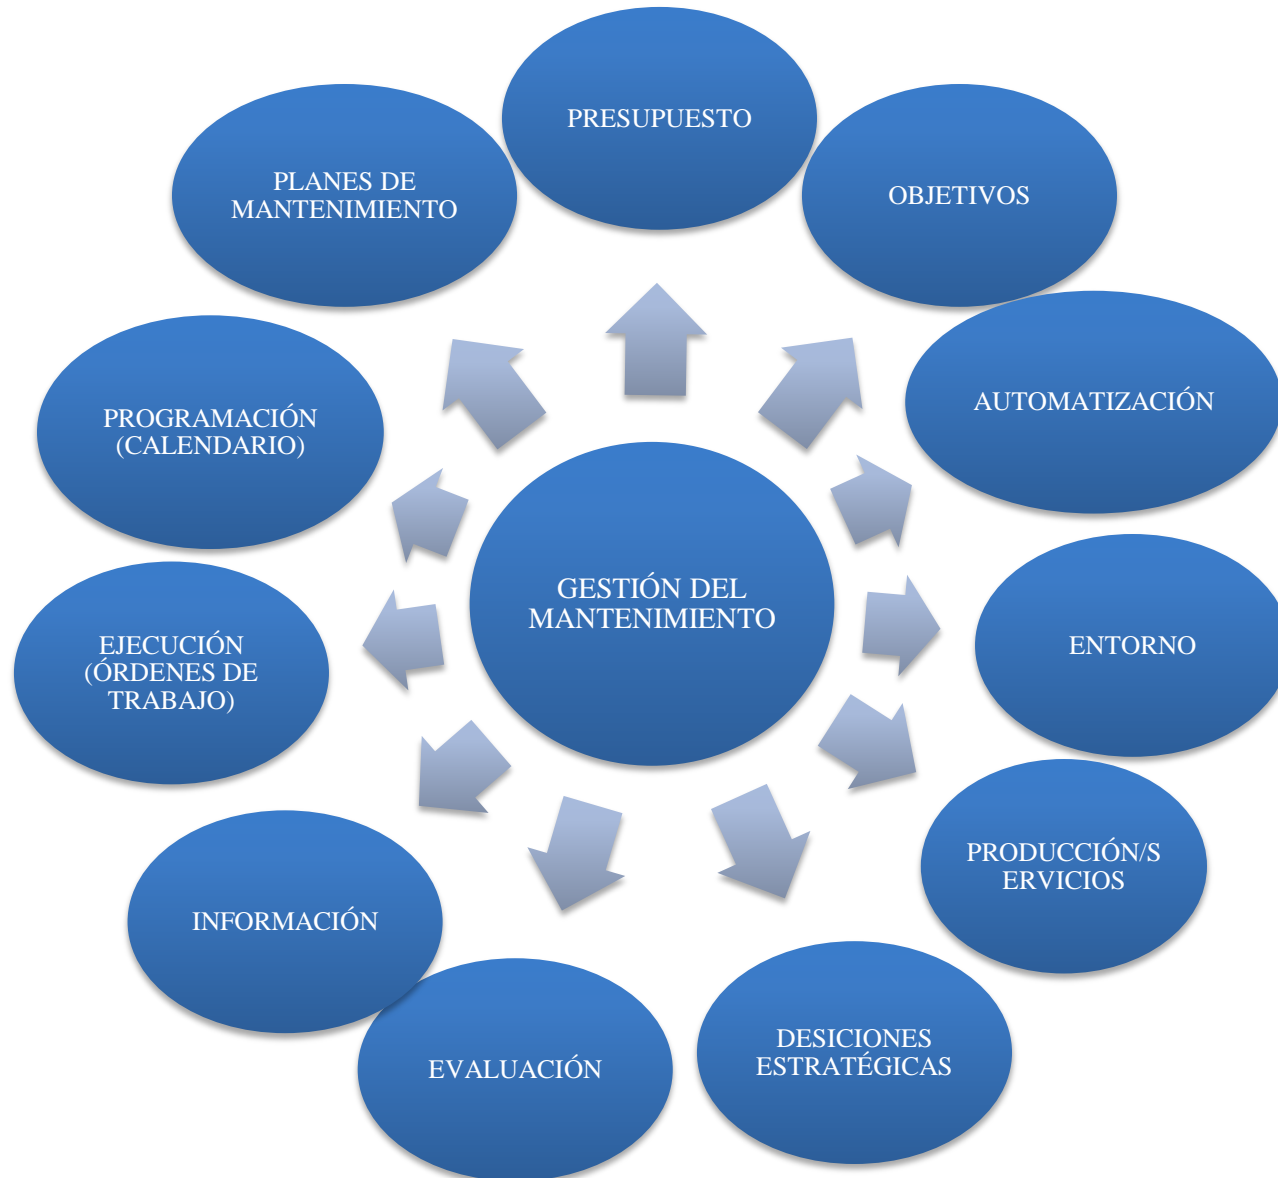 PRESUPUESTO
OBJETIVOS
AUTOMATIZACIÓN
ENTORNO
PRODUCCIÓN/S
ERVICIOS
DESICIONES
ESTRATÉGICAS
EVALUACIÓN
INFORMACIÓN
EJECUCIÓN
(ÓRDENES DE
TRABAJO)
PROGRAMACIÓN
(CALENDARIO)
PLANES DE
MANTENIMIENTO
GESTIÓN DEL
MANTENIMIENTO